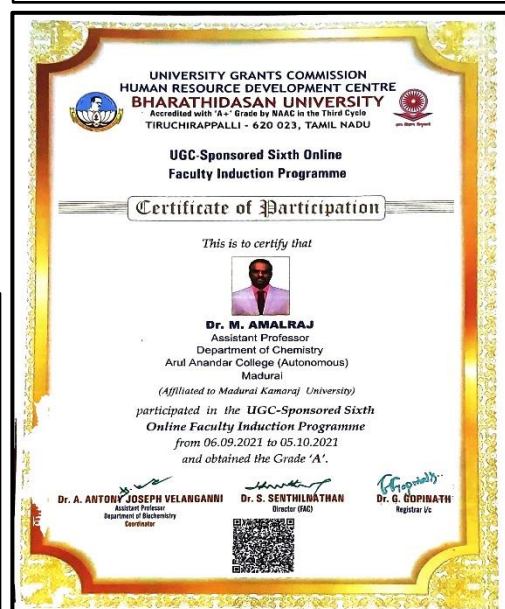 UNIVERSITY GRANTS COMMISSION
HUMAN RESOURCE DEVELOPMENT CENTRE
BHARATHIDASAN UNIVERSITY
Accredited with 'A+' Grade by NAAC in the Third Cycle
TIRUCHIRAPPALLI - 620 023, TAMIL NADU
UGC-Sponsored Sixth Online
Faculty Induction Programme
Certificate of Participation
This is to certify that
Dr. M. AMALRAJ
Assistant Professor
Department of Chemistry
Arul Anandar College (Autonomous)
Madurai
(Affiliated to Madurai Kamaraj University)
participated in the UGC-Sponsored Sixth
Online Faculty Induction Programme
from 06.09.2021 to 05.10.2021
and obtained the Grade 'A'.
Dr. A. ANTONY JOSEPH VELANGANNI
Assistant Professor
Department of Biochemistry
Coordinator
Dr. S. SENTHILNATHAN
Director (FAC)
Dr. G. GOPINATH
Registrar i/c